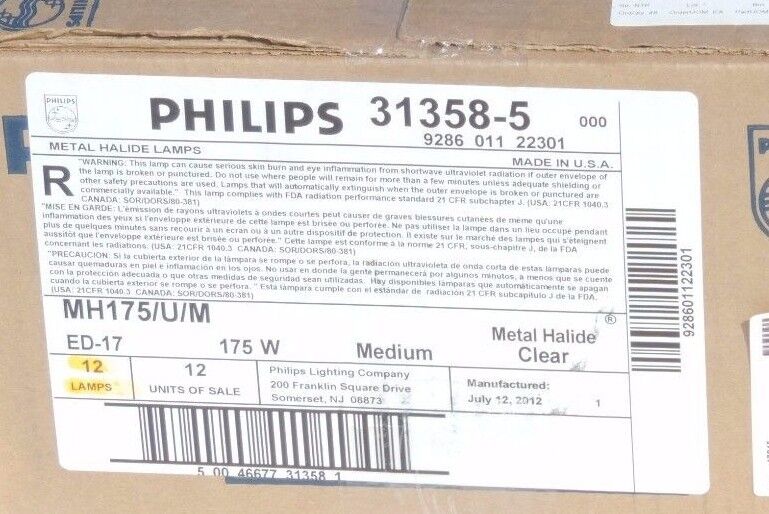 PHILIPS
PHILIPS 31358-5 000
9286 011 22301
METAL HALIDE LAMPS MADE IN U.S.A.
R
"WARNING: This lamp can cause serious skin burn and eye inflammation from shortwave ultraviolet radiation if outer envelope of
the lamp is broken or punctured. Do not use where people will remain for more than a few minutes unless adequate shielding or
other safety precautions are used. Lamps that will automatically extinguish when the outer envelope is broken or punctured are
commercially available." This lamp complies with FDA radiation performance standard 21 CFR subchapter J. (USA: 21CFR 1040.3
CANADA: SOR/DORS/80-381)
"MISE EN GARDE: L'émission de rayons ultraviolets à ondes courtes peut causer de graves blessures cutanées de même qu'une
inflammation des yeux si l'enveloppe extérieure de cette lampe est brisée ou perforée. Ne pas utiliser la lampe dans un lieu occupé pendant
plus de quelques minutes sans recourir à un écran ou à un autre dispositif de protection. Il existe sur le marché des lampes qui s'éteignent
aussitôt que l'enveloppe extérieure est brisée ou perforée." Cette lampe est conforme à la norme 21 CFR, sous-chapitre J, de la FDA
concernant les radiations: (USA: 21CFR 1040.3 CANADA: SOR/DORS/80-381)
"PRECAUCION: Si la cubierta exterior de la lámpara se rompe o se perfora, la radiacion ultravioleta de onda corta de estas lámparas puede
causar quemaduras en piel e inflamacion en los ojos. No usar en donde la gente permanecerá por algunos minutos, a menos que se cuente
con la protección adecuada o que otras medidas de seguridad sean utilizadas. Hay disponibles lámparas que automáticamente se apagan
cuando la cubierta exterior se rompe o se perfora. " Esta lámpara cumple con el estándar de radiación 21 CFR subcapitulo J de la FDA.
(USA: 21CFR 1040.3 CANADA: SOR/DORS/80-381)
MH175/U/M
ED-17 175 W Medium Metal Halide ®
Clear
12
LAMPS
12
UNITS OF SALE
Philips Lighting Company
200 Franklin Square Drive
Somerset, NJ 08873
Manufactured:
July 12, 2012 1
5 00 46677 31358 1
928601122301